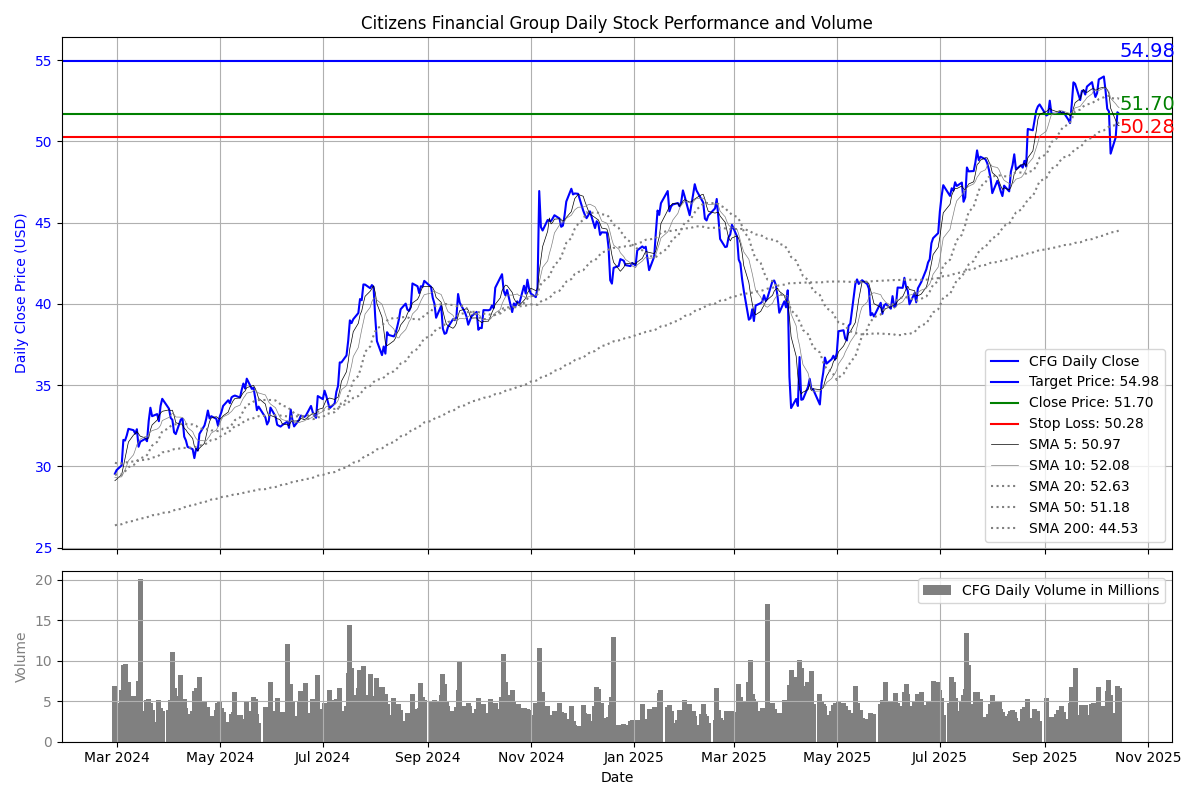 Citizens Financial Group Daily Stock Performance and Volume
Daily Close Price (USD)
55
50
45
40
35
30
25
54.98
51.70
50.28
CFG Daily Close
Target Price: 54.98
Close Price: 51.70
Stop Loss: 50.28
SMA 5: 50.97
SMA 10: 52.08
SMA 20: 52.63
SMA 50: 51.18
SMA 200: 44.53
Volume
20
15
10
5
0
CFG Daily Volume in Millions
Mar 2024
May 2024
Jul 2024
Sep 2024
Nov 2024
Jan 2025
Mar 2025
May 2025
Jul 2025
Sep 2025
Nov 2025
Date